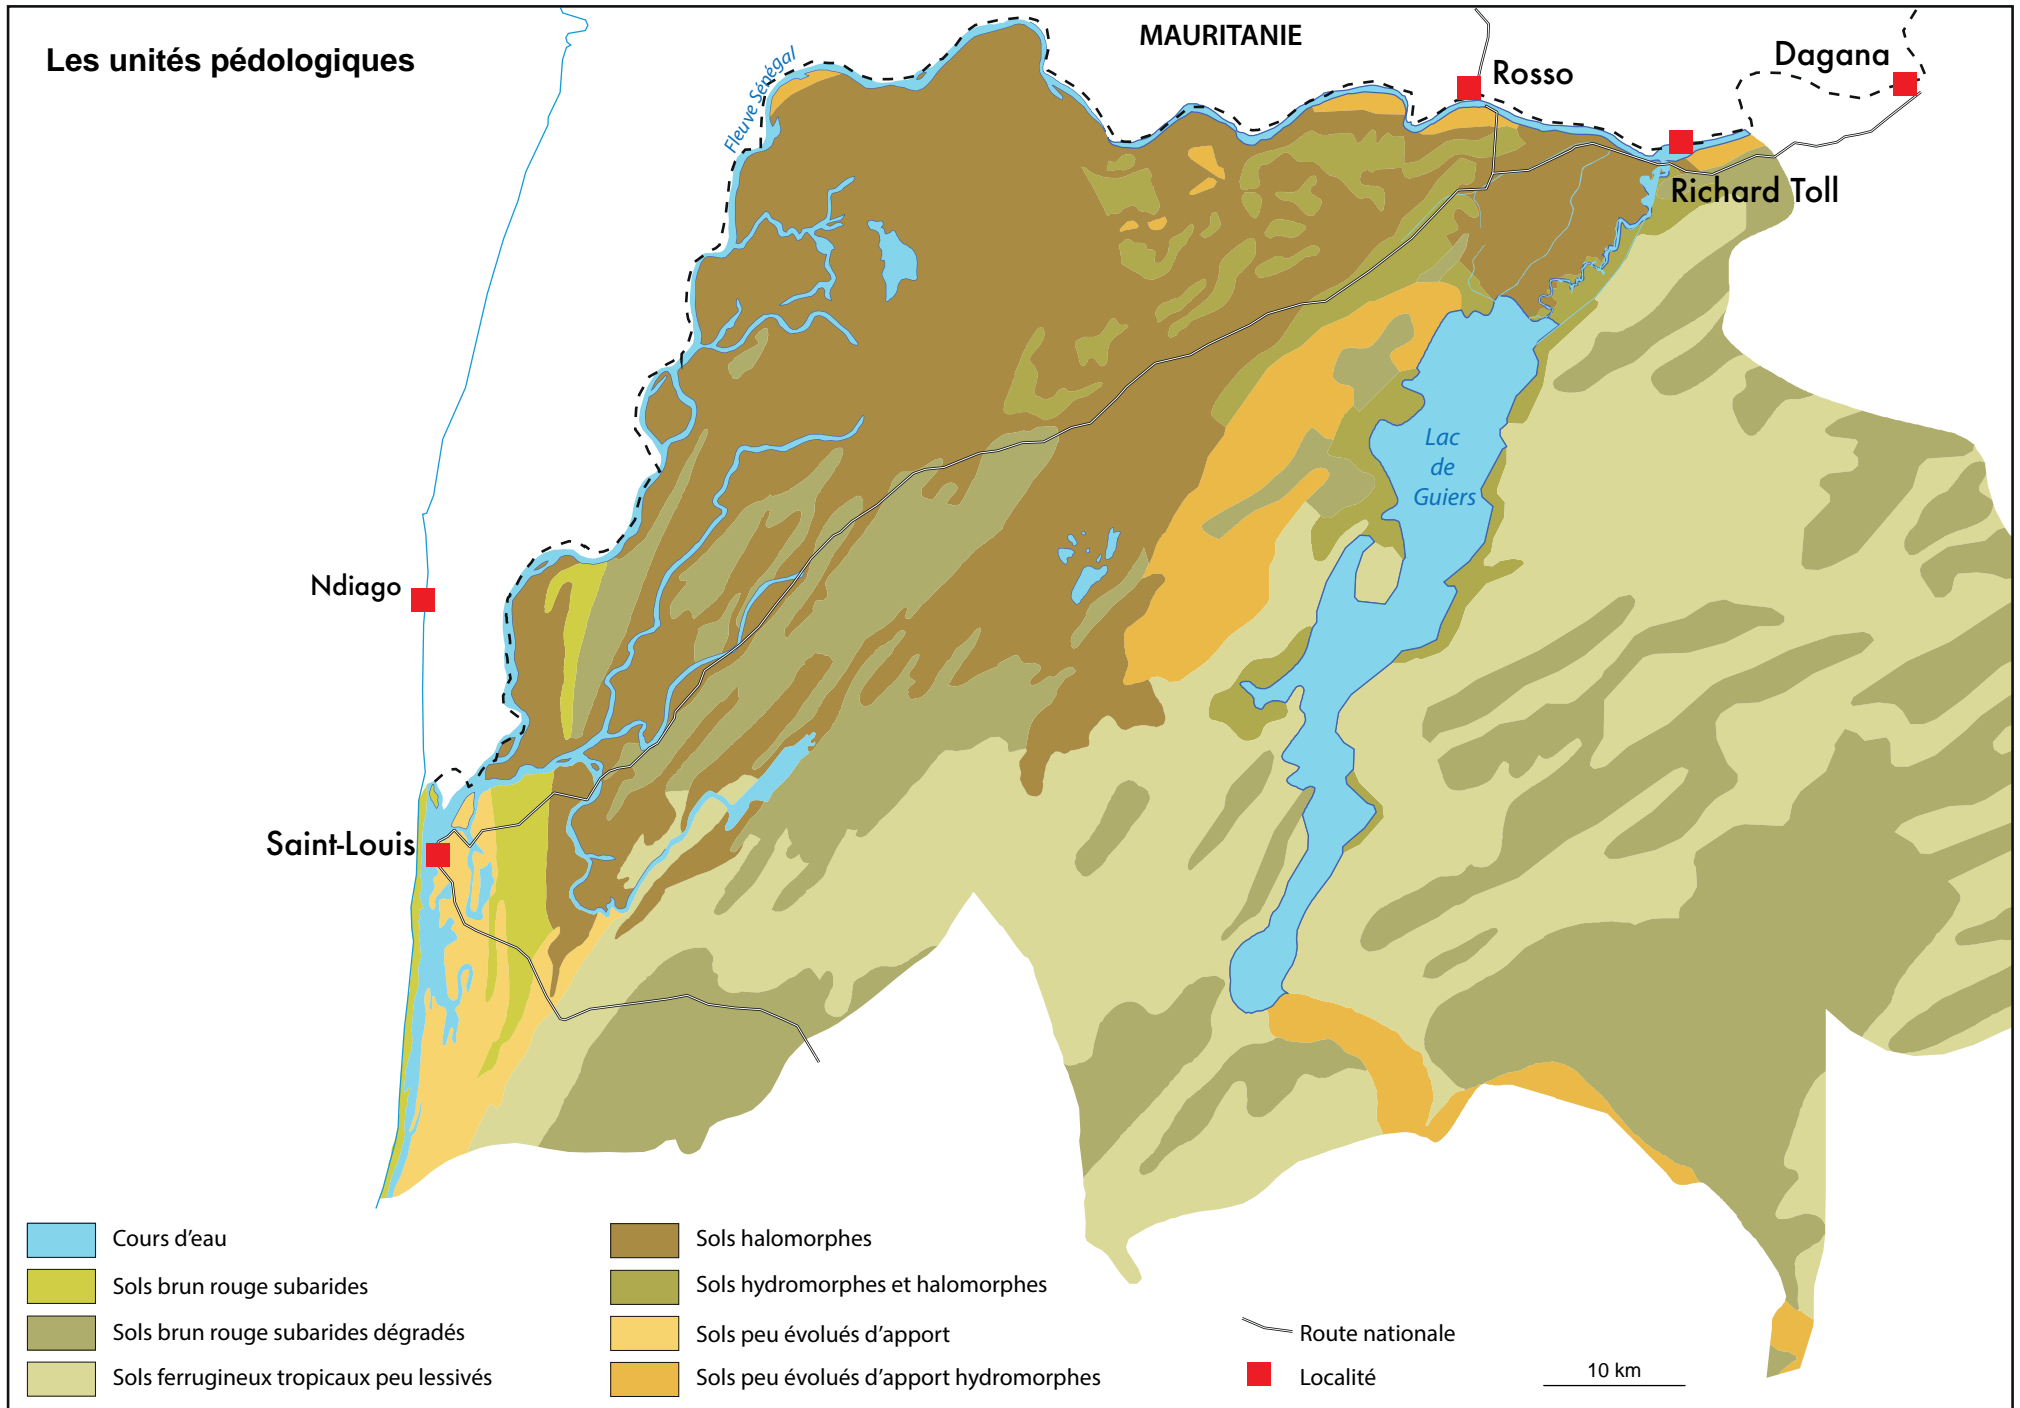 Les unités pédologiques
MAURITANIE
Fleuve Sénégal
Rosso
Dagana
Richard Toll
Lac
de
Guiers
Ndiago
Saint-Louis
Cours d'eau
Sols brun rouge subarides
Sols brun rouge subarides dégradés
Sols ferrugineux tropicaux peu lessivés
Sols halomorphes
Sols hydromorphes et halomorphes
Sols peu évolués d'apport
Sols peu évolués d'apport hydromorphes
Route nationale
Localité
10 km